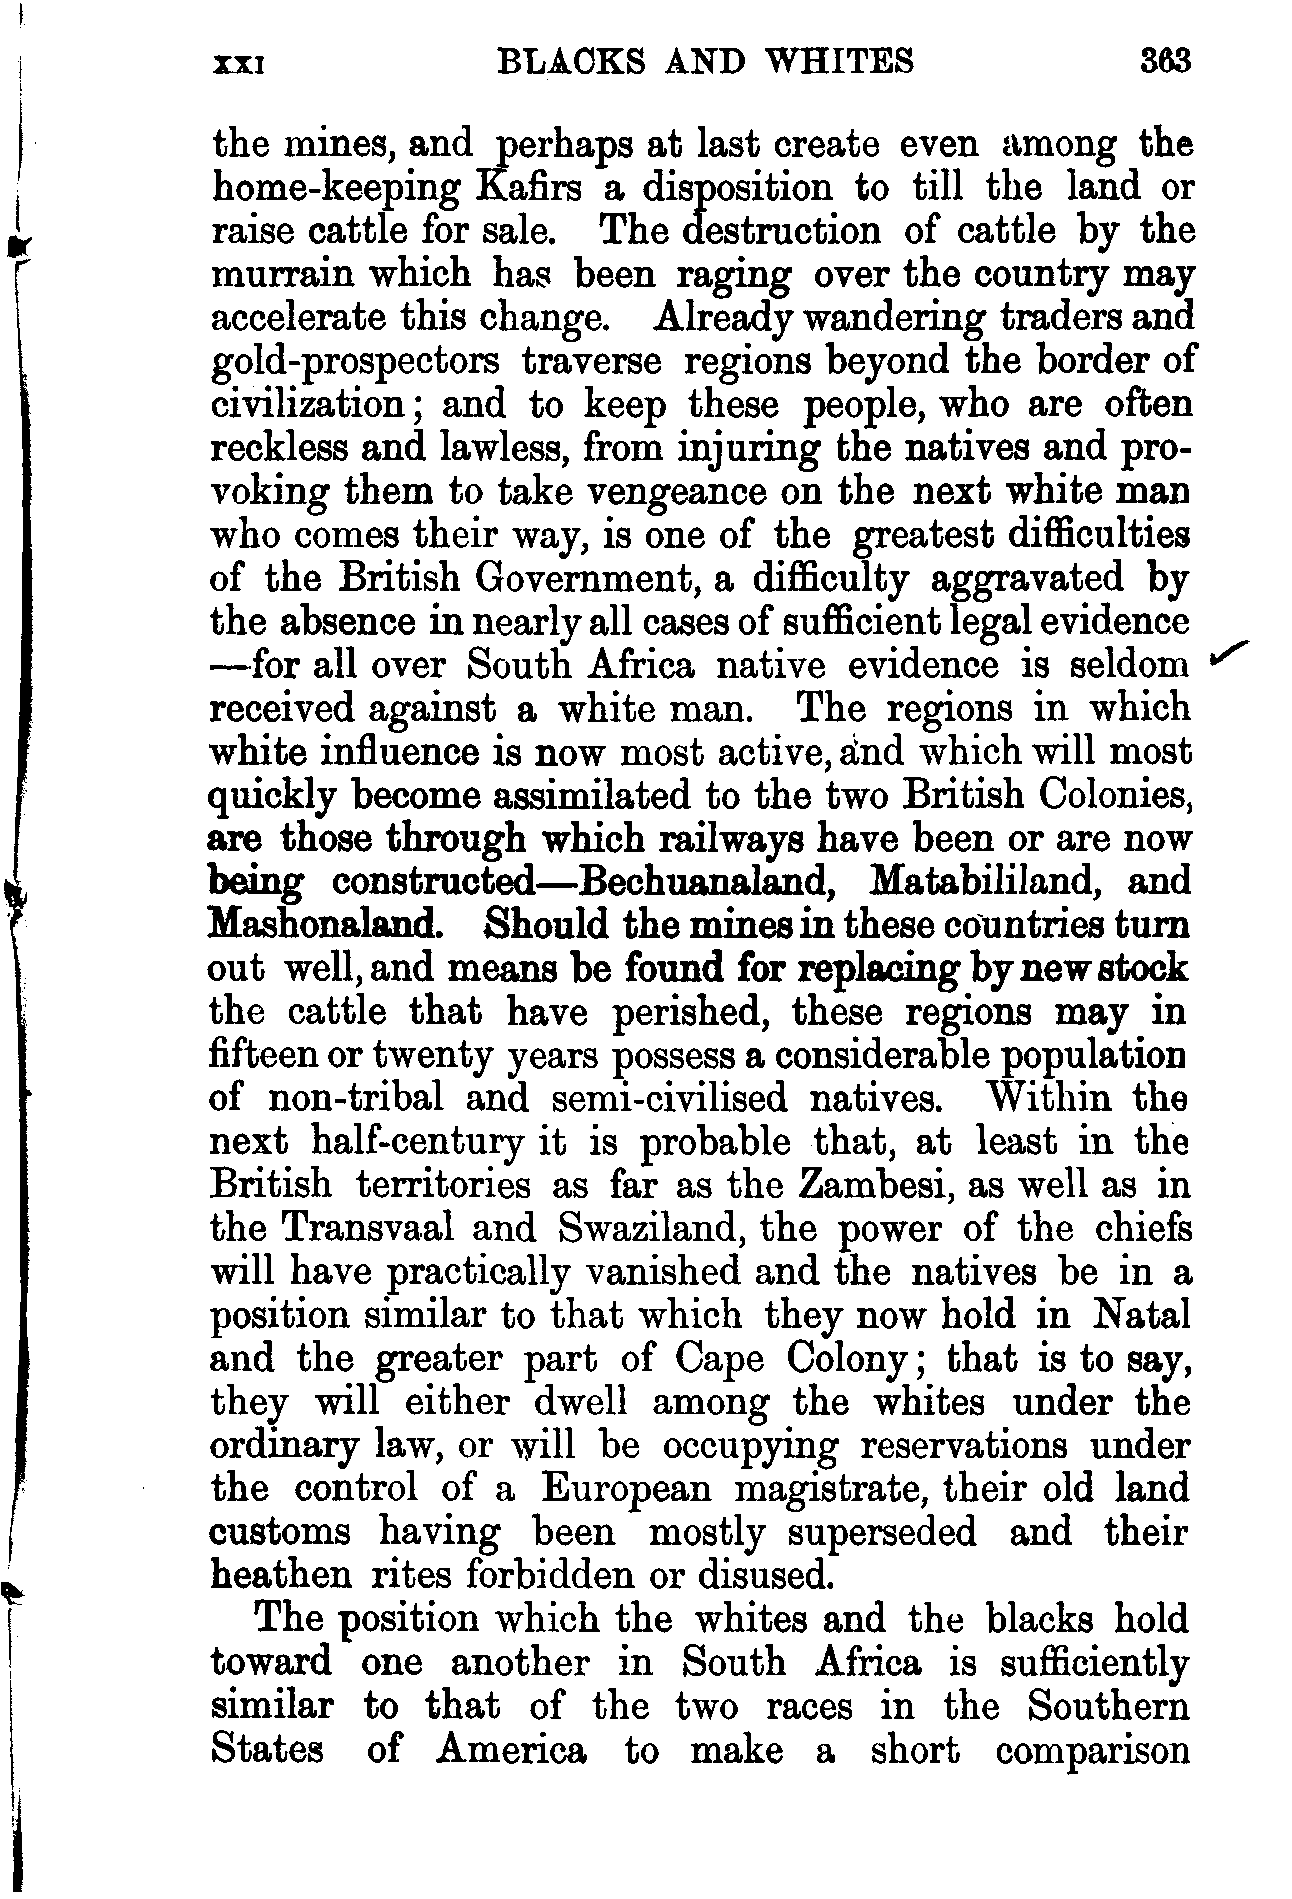 XXI BLACKS AND WHITES 363
the mines, and perhaps at last create even among the
home-keeping Kafirs a disposition to till the land or
raise cattle for sale. The destruction of cattle by the
murrain which has been raging over the country may
accelerate this change. Already wandering traders and
gold-prospectors traverse regions beyond the border of
civilization; and to keep these people, who are often
reckless and lawless, from injuring the natives and pro-
voking them to take vengeance on the next white man
who comes their way, is one of the greatest difficulties
of the British Government, a difficulty aggravated by
the absence in nearly all cases of sufficient legal evidence
—for all over South Africa native evidence is seldom
received against a white man. The regions in which
white influence is now most active, and which will most
quickly become assimilated to the two British Colonies,
are those through which railways have been or are now
being constructed—Bechuanaland, Matabililand, and
Mashonaland. Should the mines in these countries turn
out well, and means be found for replacing by new stock
the cattle that have perished, these regions may in
fifteen or twenty years possess a considerable population
of non-tribal and semi-civilised natives. Within the
next half-century it is probable that, at least in the
British territories as far as the Zambesi, as well as in
the Transvaal and Swaziland, the power of the chiefs
will have practically vanished and the natives be in a
position similar to that which they now hold in Natal
and the greater part of Cape Colony; that is to say,
they will either dwell among the whites under the
ordinary law, or will be occupying reservations under
the control of a European magistrate, their old land
customs having been mostly superseded and their
heathen rites forbidden or disused.
The position which the whites and the blacks hold
toward one another in South Africa is sufficiently
similar to that of the two races in the Southern
States of America to make a short comparison